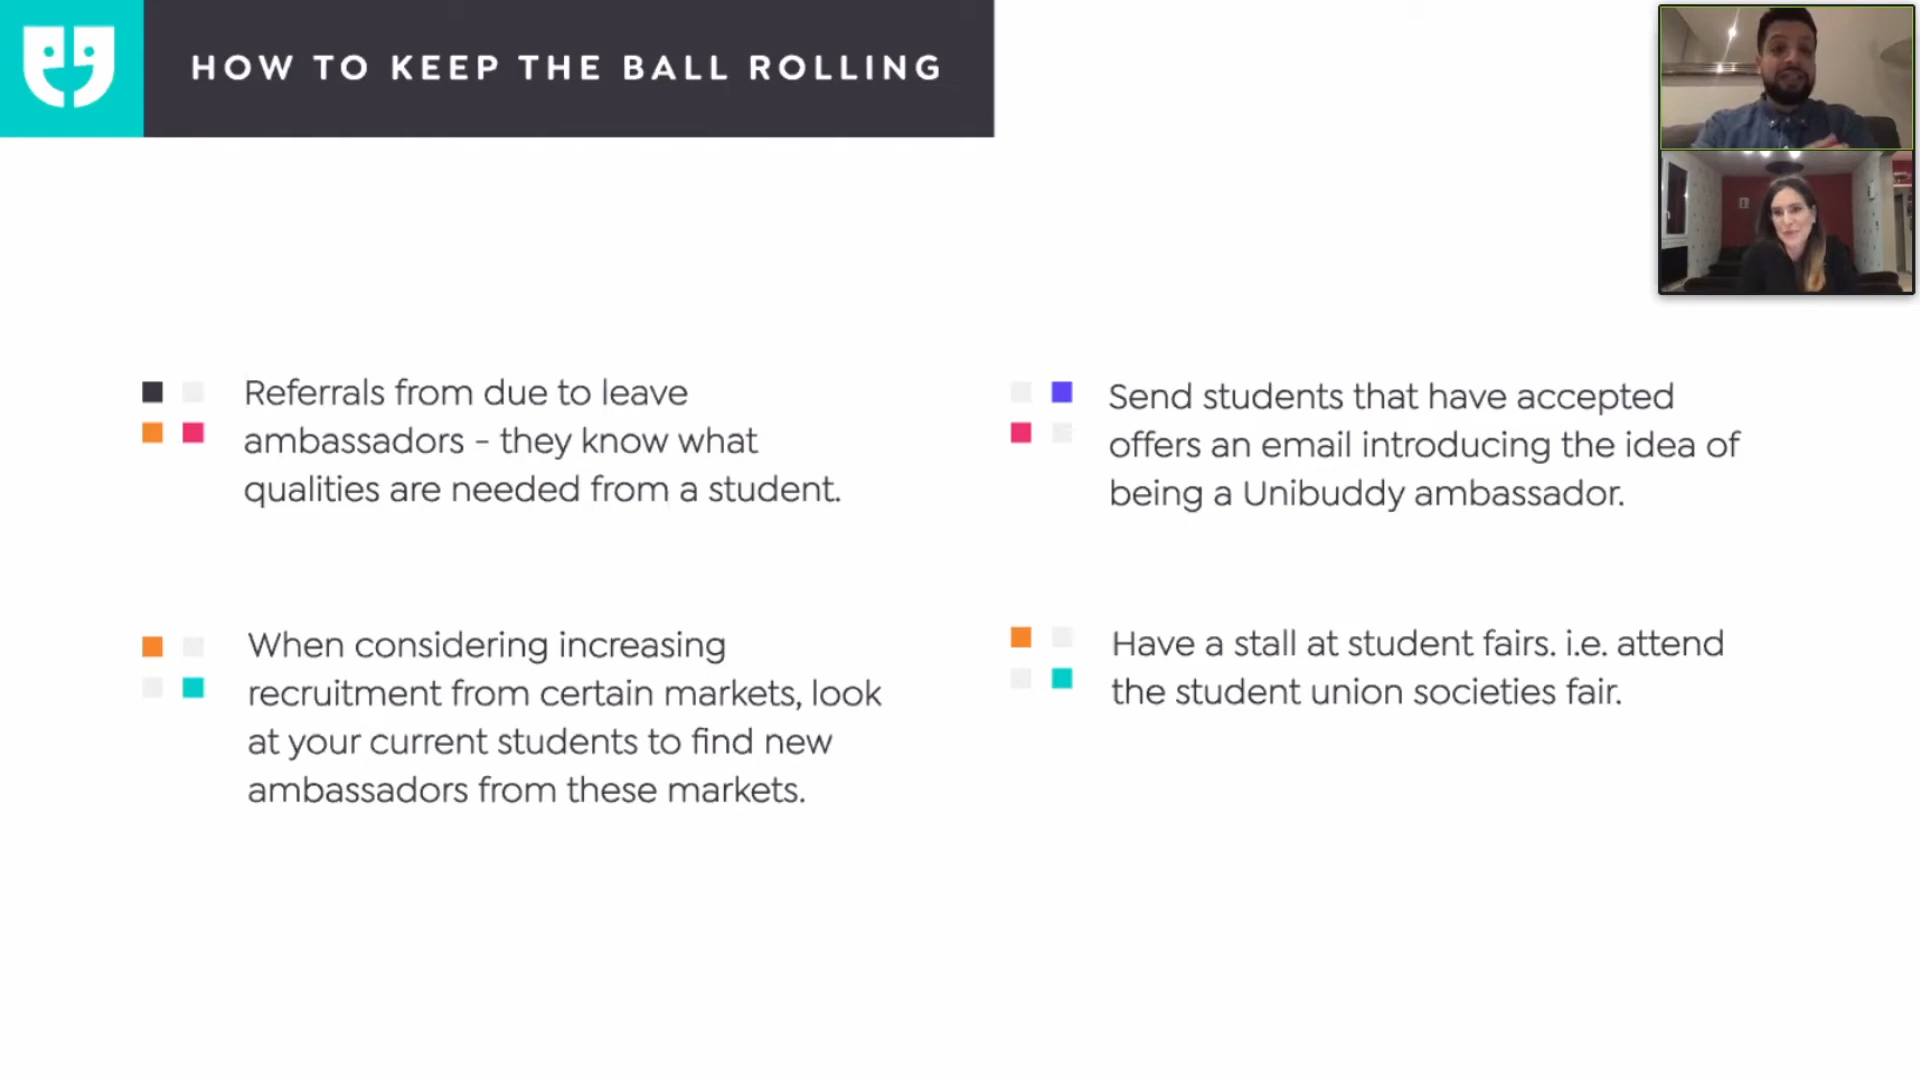 HOW TO KEEP THE BALL ROLLING
Referrals from due to leave
ambassadors - they know what
qualities are needed from a student.
Send students that have accepted
offers an email introducing the idea of
being a Unibuddy ambassador.
When considering increasing
recruitment from certain markets, look
at your current students to find new
ambassadors from these markets.
Have a stall at student fairs. i.e. attend
the student union societies fair.